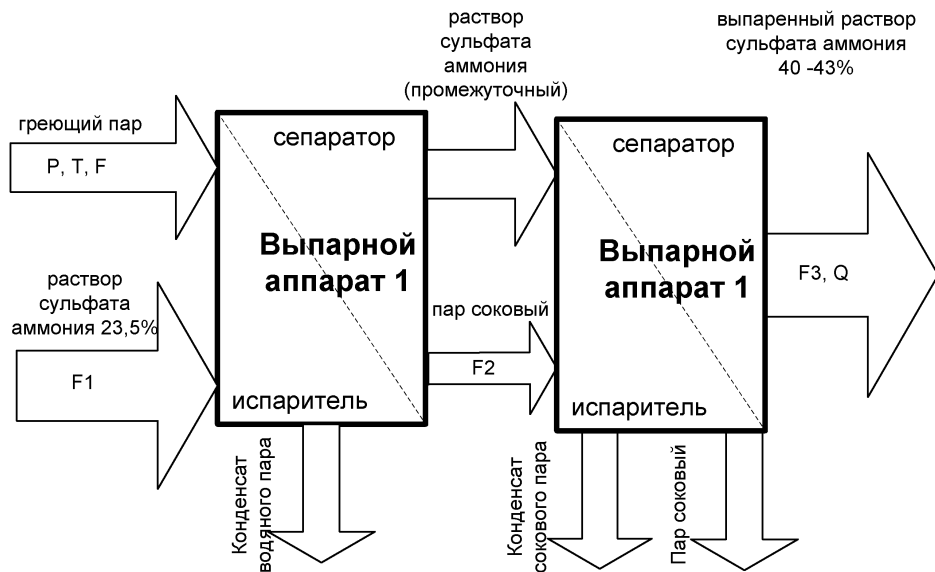 греющий пар
P, T, F
раствор
сульфата
аммония 23,5%
F1
сепаратор
Выпарной
аппарат 1
испаритель
Конденсат
водяного пара
раствор
сульфата
аммония
(промежуточный)
пар соковый
F2
сепаратор
Выпарной
аппарат 1
испаритель
Конденсат
сокового пара
Пар соковый
выпаренный раствор
сульфата аммония
40 -43%
F3, Q